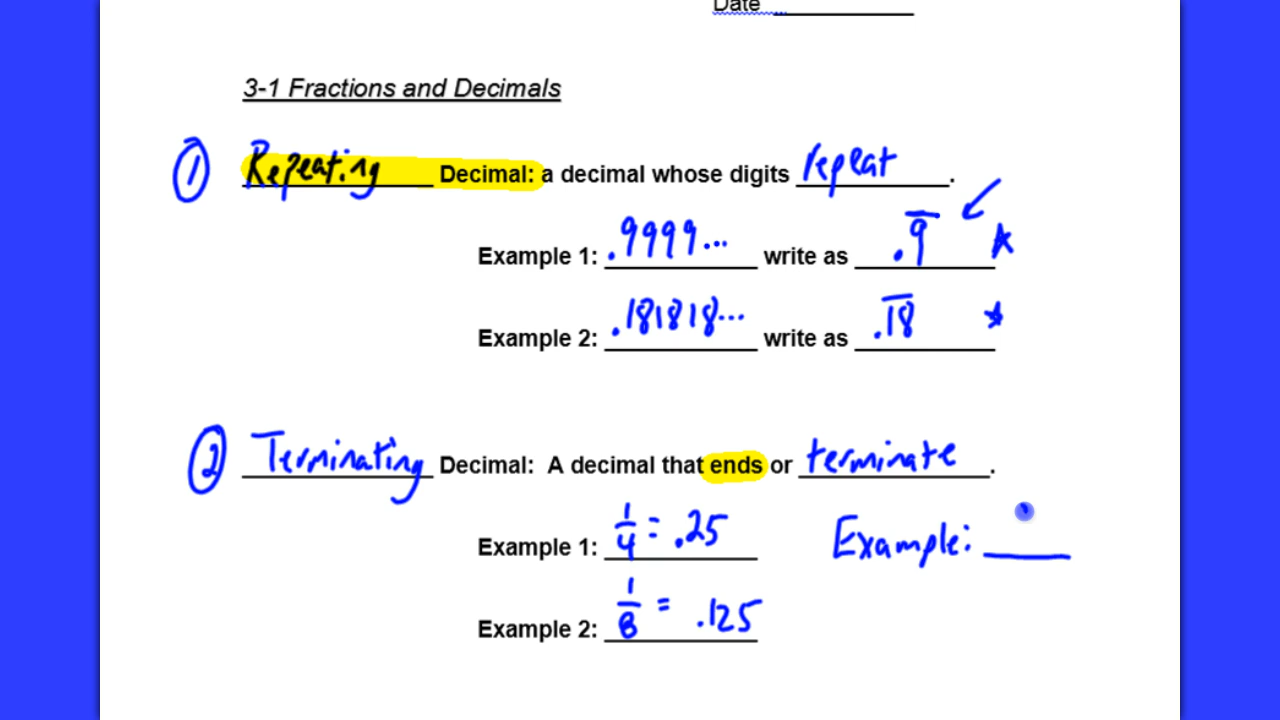 Date
3-1 Fractions and Decimals
① Repeating Decimal: a decimal whose digits repeat.
Example 1: .9999... write as .9̅ *
Example 2: .181818... write as .1̅8̅ *
② Terminating Decimal: A decimal that ends or terminate.
Example 1: 1/4 = .25 Example: ____
Example 2: 1/8 = .125